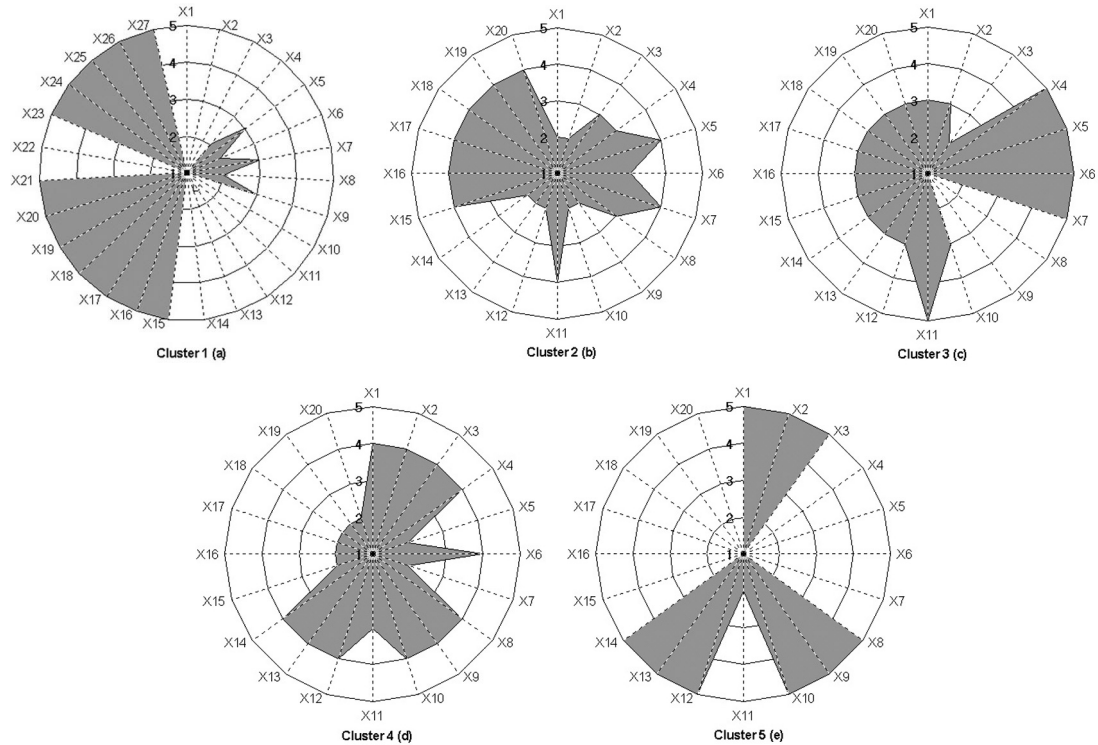 X1
X2
X3
X4
X5
X6
X7
X8
X9
X10
X11
X12
X13
X14
X15
X16
X17
X18
X19
X20
X21
X22
X23
X24
X25
X26
X27
5
4
3
2
1
Cluster 1 (a)
X1
X2
X3
X4
X5
X6
X7
X8
X9
X10
X11
X12
X13
X14
X15
X16
X17
X18
X19
X20
5
4
3
2
1
Cluster 2 (b)
X1
X2
X3
X4
X5
X6
X7
X8
X9
X10
X11
X12
X13
X14
X15
X16
X17
X18
X19
X20
5
4
3
2
1
Cluster 3 (c)
X1
X2
X3
X4
X5
X6
X7
X8
X9
X10
X11
X12
X13
X14
X15
X16
X17
X18
X19
X20
5
4
3
2
1
Cluster 4 (d)
X1
X2
X3
X4
X5
X6
X7
X8
X9
X10
X11
X12
X13
X14
X15
X16
X17
X18
X19
X20
5
4
3
2
1
Cluster 5 (e)